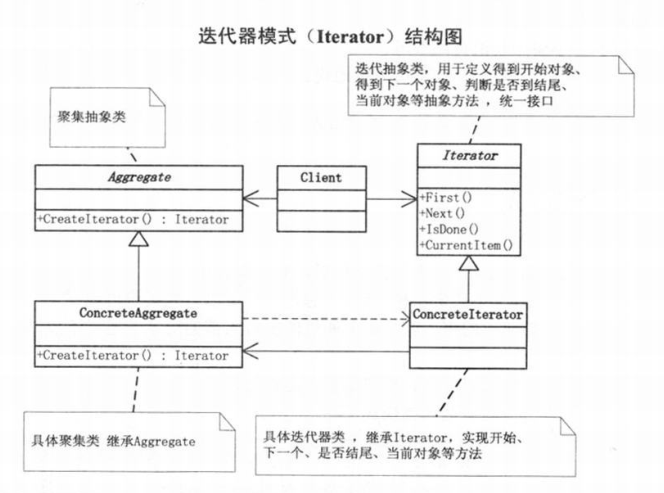 迭代器模式（Iterator）结构图
迭代抽象类，用于定义得到开始对象、
得到下一个对象、判断是否到结尾、
当前对象等抽象方法，统一接口
聚集抽象类
Aggregate
+CreateIterator() : Iterator
Client
Iterator
+First()
+Next()
+IsDone()
+CurrentItem()
ConcreteAggregate
+CreateIterator() : Iterator
ConcreteIterator
具体聚集类 继承Aggregate
具体迭代器类，继承Iterator，实现开始、
下一个、是否结尾、当前对象等方法